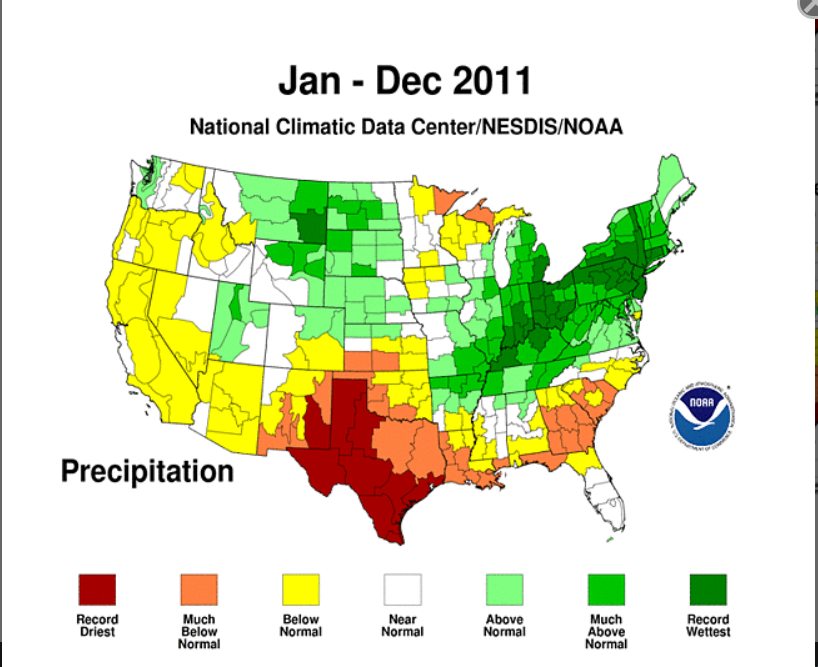 Jan - Dec 2011
National Climatic Data Center/NESDIS/NOAA
NOAA
Precipitation
Record
Driest
Much
Below
Normal
Below
Normal
Near
Normal
Above
Normal
Much
Above
Normal
Record
Wettest